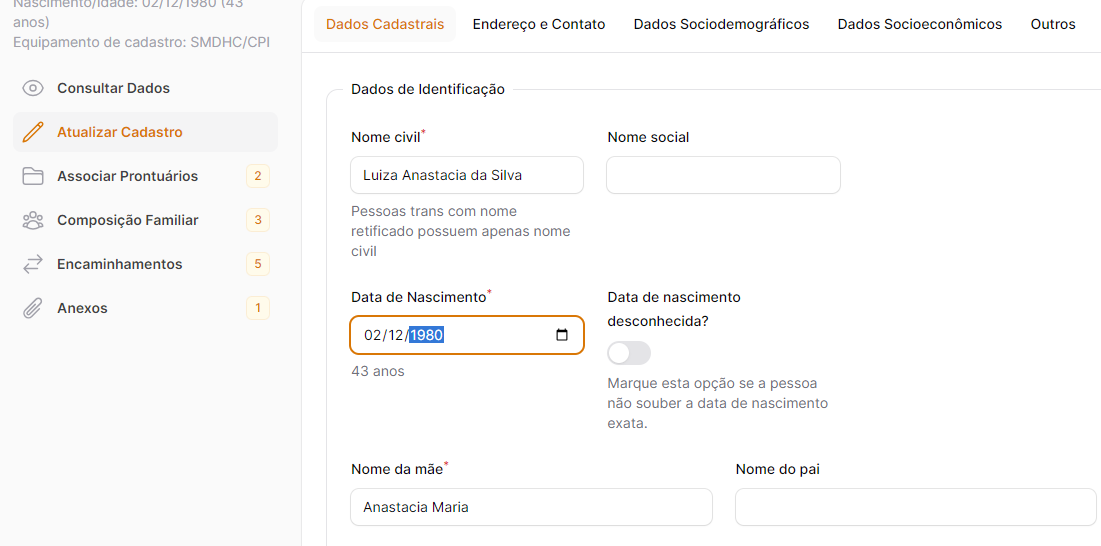 Nascimento/Idade: 02/12/1980 (43
anos)
Equipamento de cadastro: SMDHC/CPI
Consultar Dados
Atualizar Cadastro
Associar Prontuários 2
Composição Familiar 3
Encaminhamentos 5
Anexos 1
Dados Cadastrais Endereço e Contato Dados Sociodemográficos Dados Socioeconômicos Outros
Dados de Identificação
Nome civil* Nome social
Luiza Anastacia da Silva
Pessoas trans com nome
retificado possuem apenas nome
civil
Data de Nascimento*
02/12/1980
43 anos
Data de nascimento
desconhecida?
Marque esta opção se a pessoa
não souber a data de nascimento
exata.
Nome da mãe* Nome do pai
Anastacia Maria